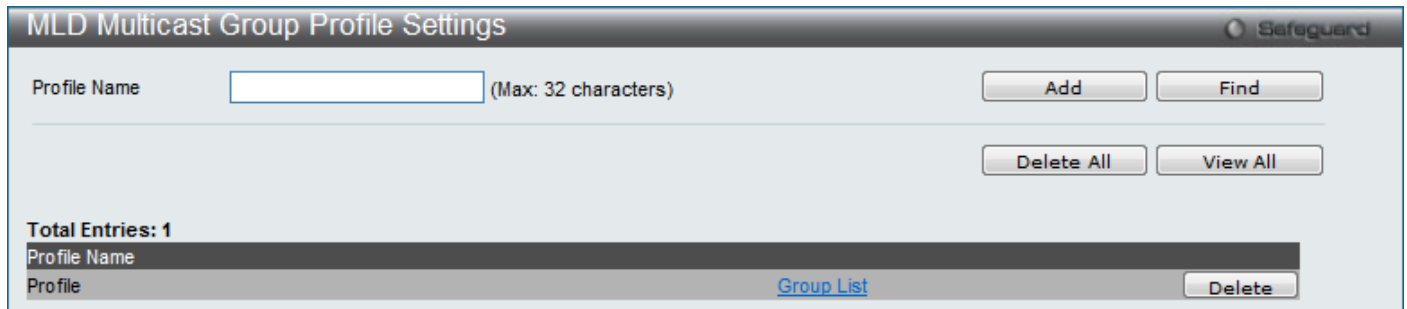 MLD Multicast Group Profile Settings
Safeguard
Profile Name (Max: 32 characters) Add Find
Delete All View All
Total Entries: 1
Profile Name
Profile Group List Delete